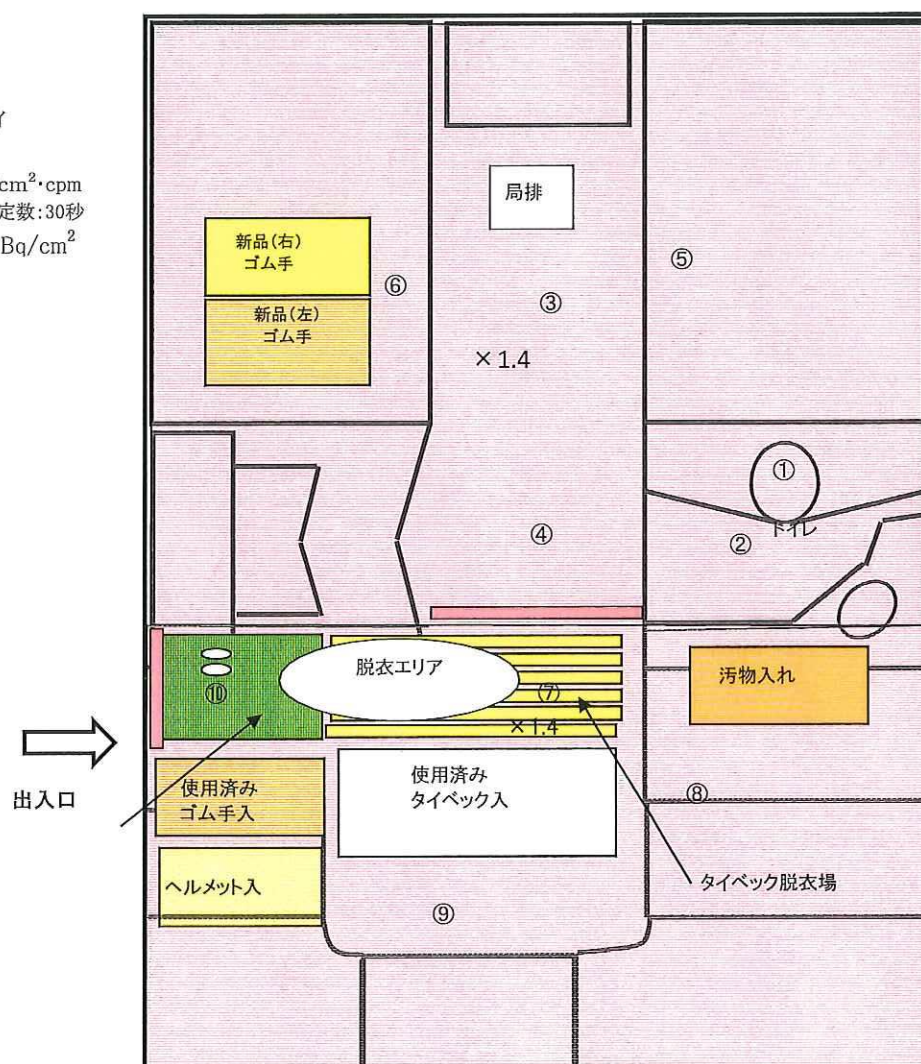 cm²·cpm
定数:30秒
Bq/cm²
局排
新品(右)
ゴム手
⑥
⑤
③
新品(左)
ゴム手
×1.4
①
トイレ
④
②
脱衣エリア
汚物入れ
⑩
⑦
×1.4
使用済み
タイベック入
出入口
使用済み
ゴム手入
⑧
ヘルメット入
タイベック脱衣場
⑨